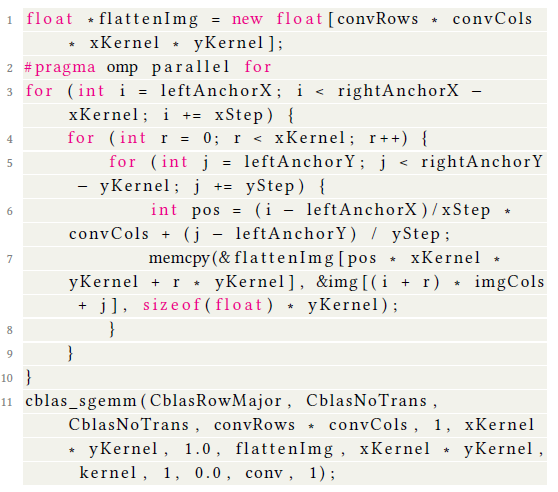 1 float *flattenImg = new float[convRows * convCols
* xKernel * yKernel];
2 #pragma omp parallel for
3 for (int i = leftAnchorX; i < rightAnchorX −
xKernel; i += xStep) {
4 for (int r = 0; r < xKernel; r++) {
5 for (int j = leftAnchorY; j < rightAnchorY
− yKernel; j += yStep) {
6 int pos = (i − leftAnchorX)/xStep *
convCols + (j − leftAnchorY) / yStep;
7 memcpy(&flattenImg[pos * xKernel *
yKernel + r * yKernel], &img[(i + r) * imgCols
+ j], sizeof(float) * yKernel);
8 }
9 }
10 }
11 cblas_sgemm(CblasRowMajor, CblasNoTrans,
CblasNoTrans, convRows * convCols, 1, xKernel
* yKernel, 1.0, flattenImg, xKernel * yKernel,
kernel, 1, 0.0, conv, 1);